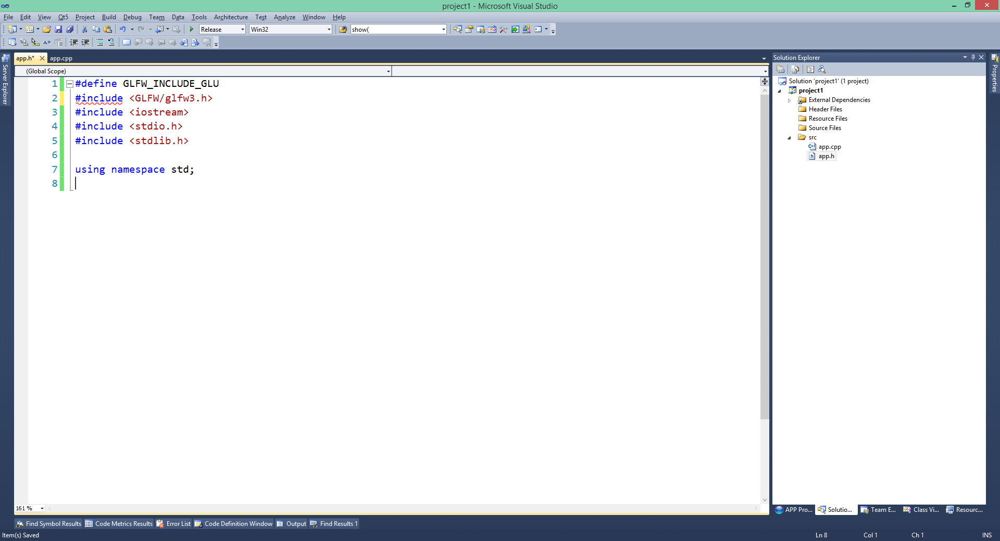 project1 - Microsoft Visual Studio
File Edit View Qt5 Project Build Debug Team Data Tools Architecture Test Analyze Window Help
Release Win32 show(
app.h* app.cpp
Solution Explorer
(Global Scope)
Server Explorer
Properties
1 #define GLFW_INCLUDE_GLU
2 #include <GLFW/glfw3.h>
3 #include <iostream>
4 #include <stdio.h>
5 #include <stdlib.h>
6
7 using namespace std;
8
Solution 'project1' (1 project)
project1
External Dependencies
Header Files
Resource Files
Source Files
src
app.cpp
app.h
161 %
APP Pro... Solutio... Team E... Class Vi... Resourc...
Find Symbol Results Code Metrics Results Error List Code Definition Window Output Find Results 1
Item(s) Saved Ln 8 Col 1 Ch 1 INS